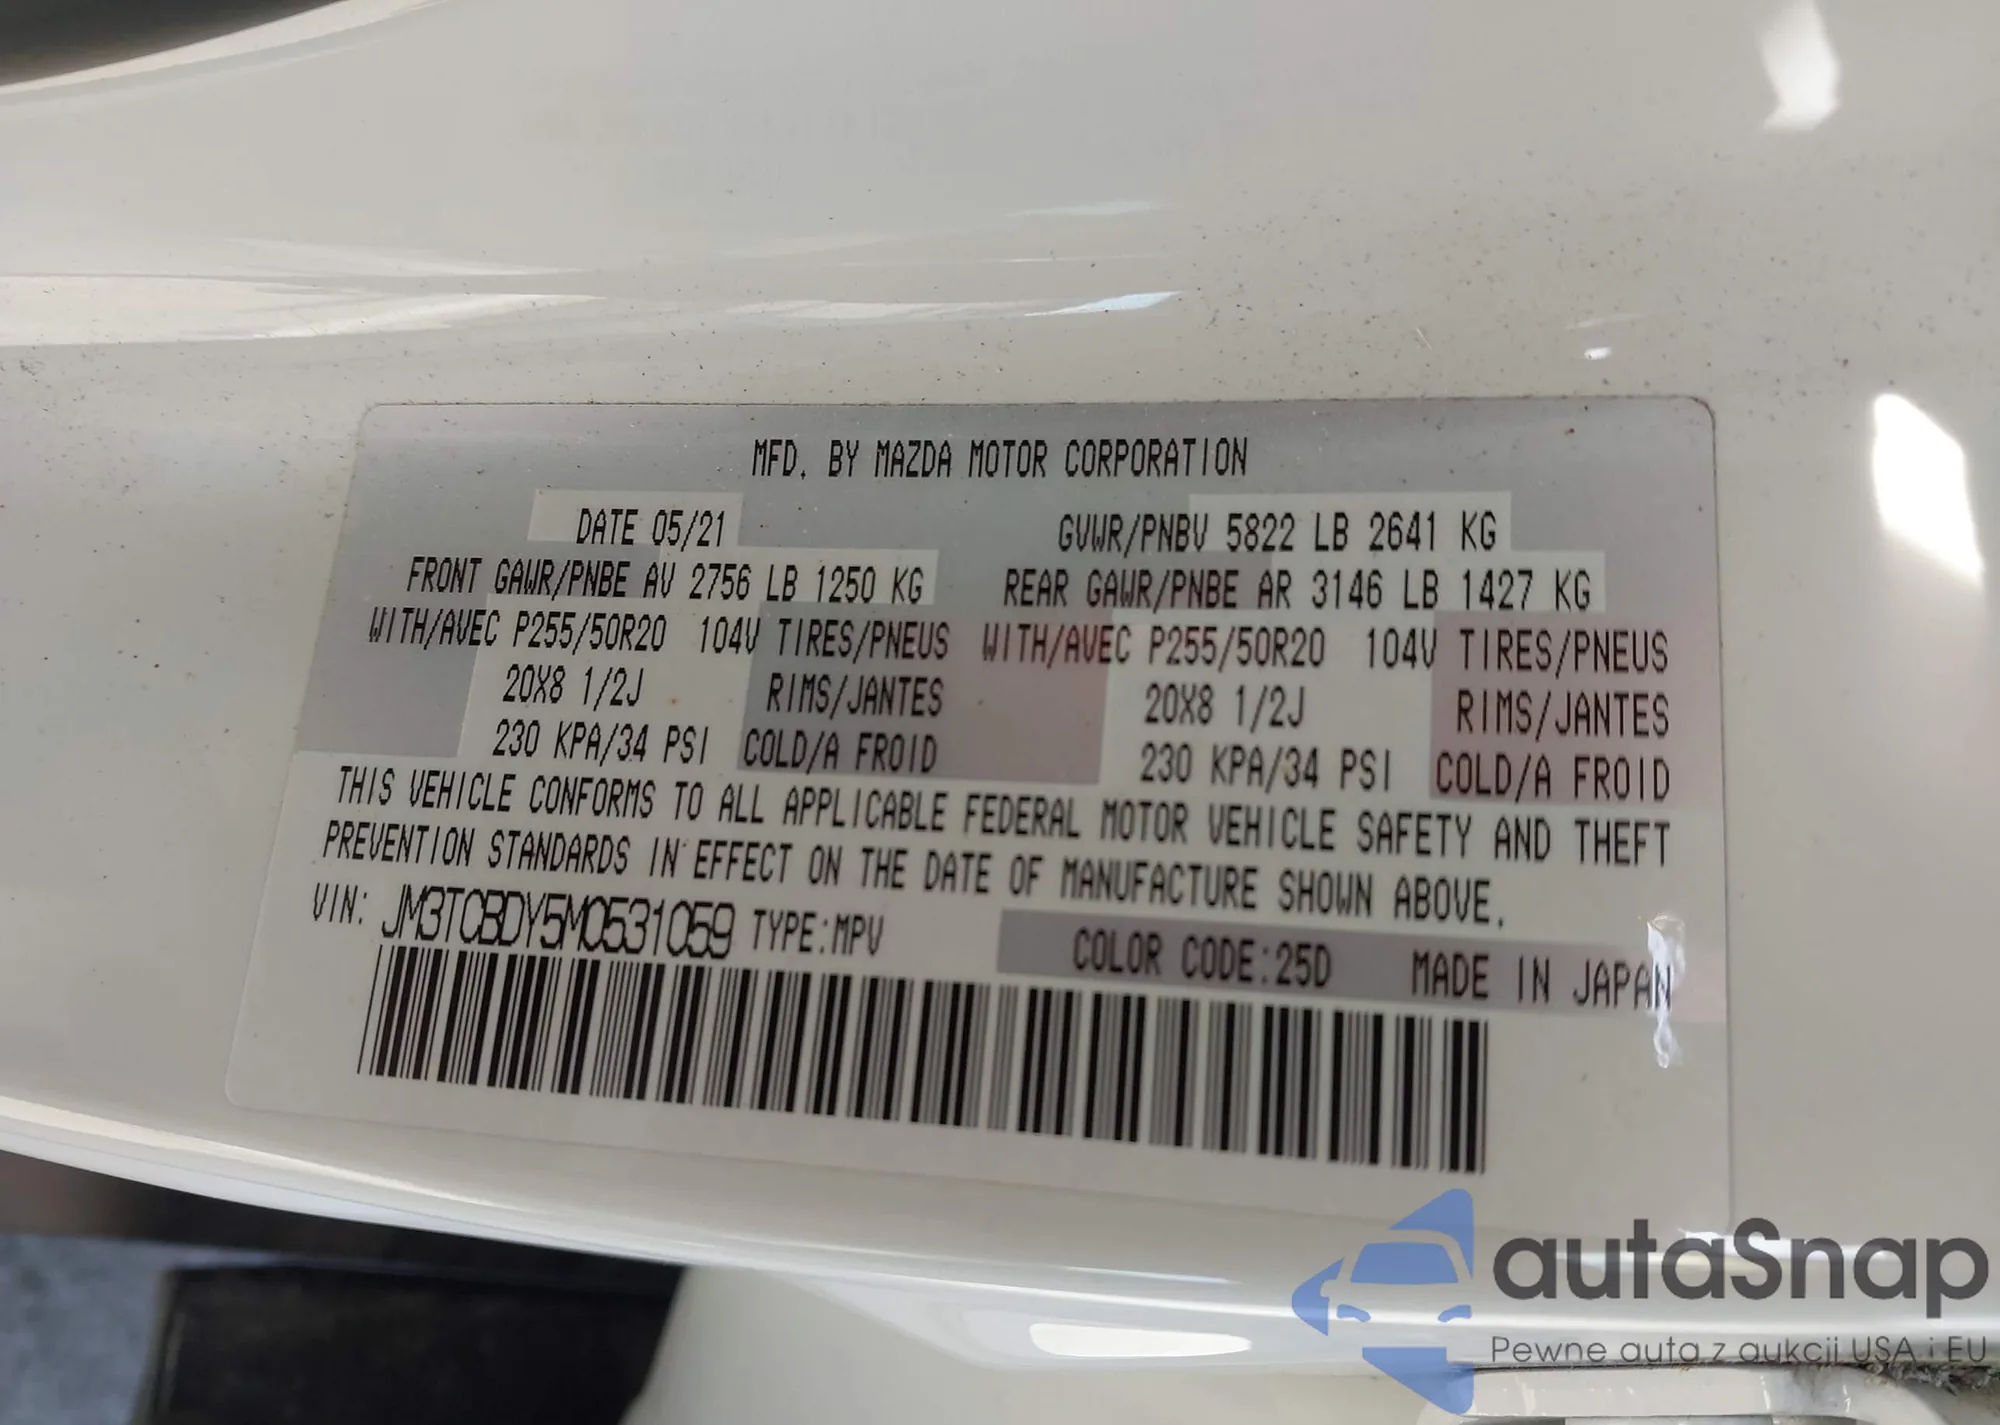 MFD. BY MAZDA MOTOR CORPORATION
DATE 05/21 GVWR/PNBV 5822 LB 2641 KG
FRONT GAWR/PNBE AV 2756 LB 1250 KG REAR GAWR/PNBE AR 3146 LB 1427 KG
WITH/AVEC P255/50R20 104V TIRES/PNEUS WITH/AVEC P255/50R20 104V TIRES/PNEUS
20X8 1/2J RIMS/JANTES 20X8 1/2J RIMS/JANTES
230 KPA/34 PSI COLD/A FROID 230 KPA/34 PSI COLD/A FROID
THIS VEHICLE CONFORMS TO ALL APPLICABLE FEDERAL MOTOR VEHICLE SAFETY AND THEFT
PREVENTION STANDARDS IN EFFECT ON THE DATE OF MANUFACTURE SHOWN ABOVE.
VIN: JM3TCBDY5M0531059 TYPE:MPV COLOR CODE:25D MADE IN JAPAN
autaSnap
Pewne auta z aukcji USA i EU